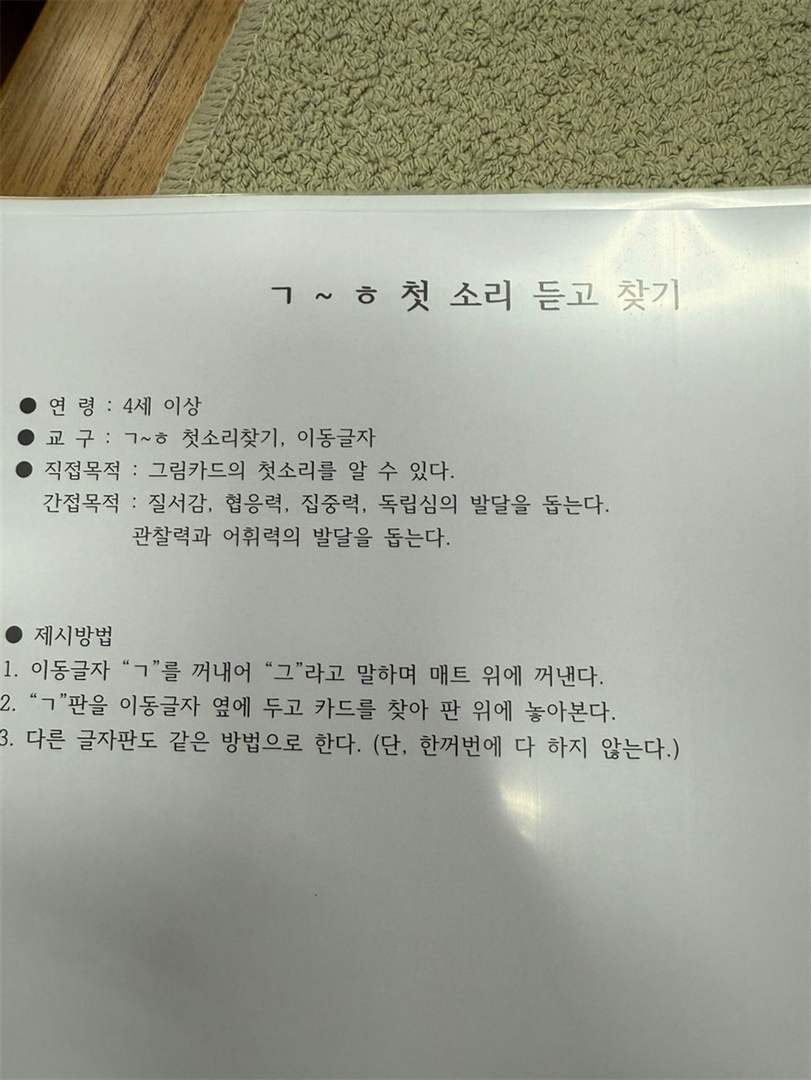 ㄱ ~ ㅎ 첫 소리 듣고 찾기
● 연 령 : 4세 이상
● 교 구 : ㄱ~ㅎ 첫소리찾기, 이동글자
● 직접목적 : 그림카드의 첫소리를 알 수 있다.
간접목적 : 질서감, 협응력, 집중력, 독립심의 발달을 돕는다.
관찰력과 어휘력의 발달을 돕는다.
● 제시방법
1. 이동글자 “ㄱ”를 꺼내어 “그”라고 말하며 매트 위에 꺼낸다.
2. “ㄱ”판을 이동글자 옆에 두고 카드를 찾아 판 위에 놓아본다.
3. 다른 글자판도 같은 방법으로 한다. (단, 한꺼번에 다 하지 않는다.)